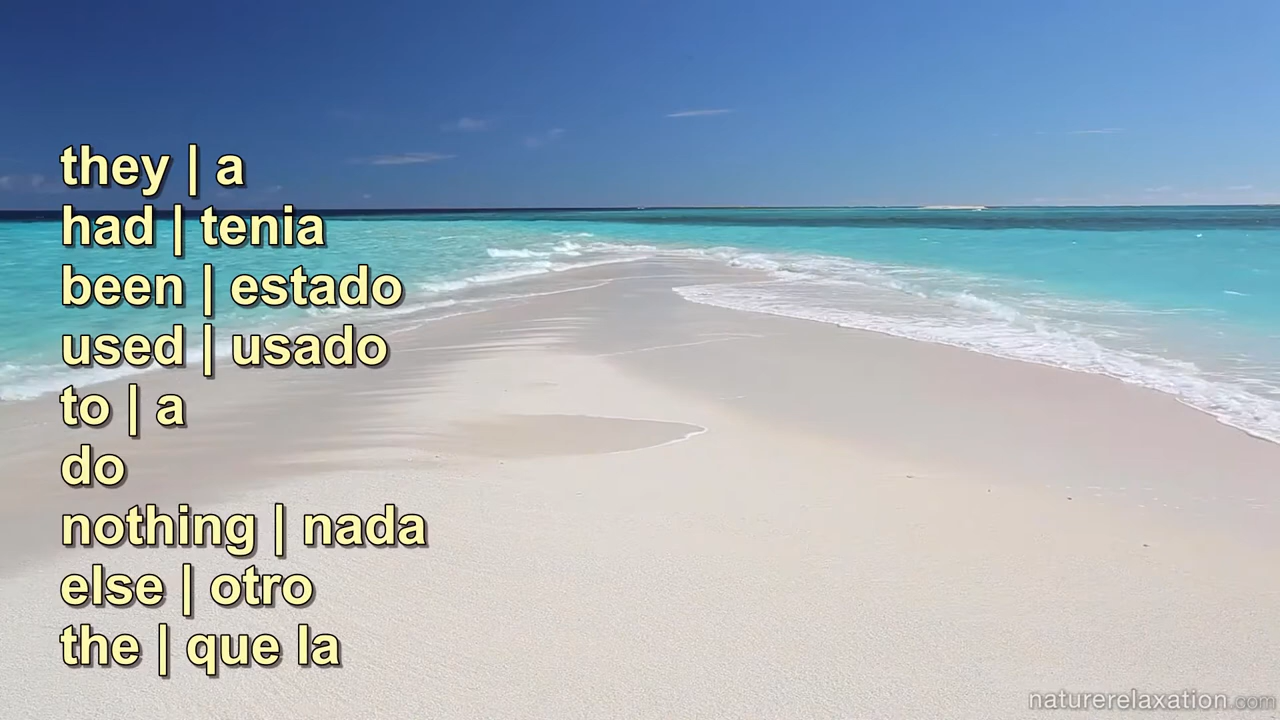 they | a
had | tenia
been | estado
used | usado
to | a
do
nothing | nada
else | otro
the | que la
naturerelaxation.com